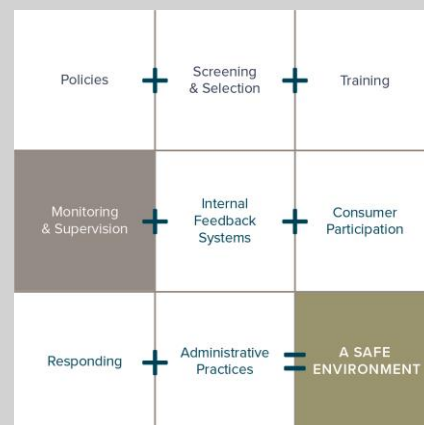 Policies
+
Screening
& Selection
+
Training
Monitoring
& Supervision
+
Internal
Feedback
Systems
+
Consumer
Participation
Responding
+
Administrative
Practices
=
A SAFE
ENVIRONMENT